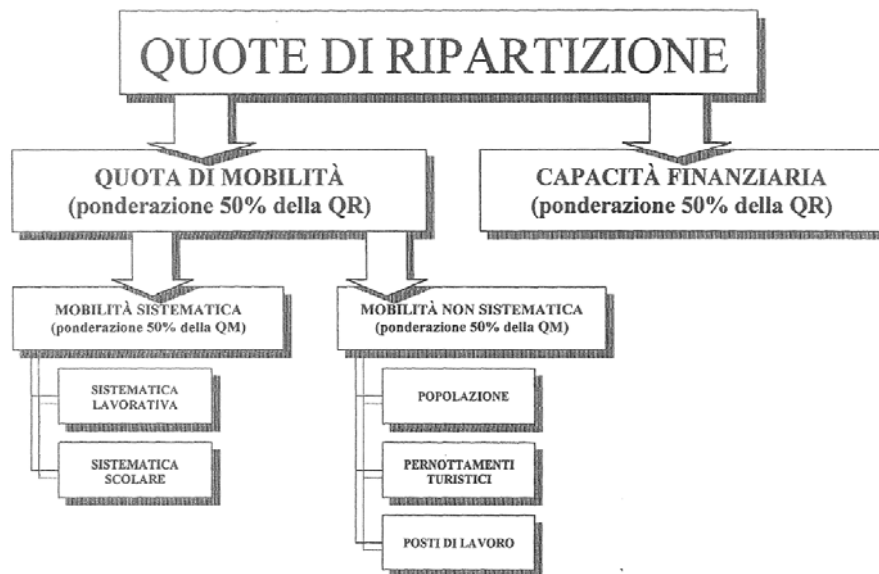 QUOTE DI RIPARTIZIONE
QUOTA DI MOBILITÀ
(ponderazione 50% della QR)
CAPACITÀ FINANZIARIA
(ponderazione 50% della QR)
MOBILITÀ SISTEMATICA
(ponderazione 50% della QM)
SISTEMATICA
LAVORATIVA
SISTEMATICA
SCOLARE
MOBILITÀ NON SISTEMATICA
(ponderazione 50% della QM)
POPOLAZIONE
PERNOTTAMENTI
TURISTICI
POSTI DI LAVORO